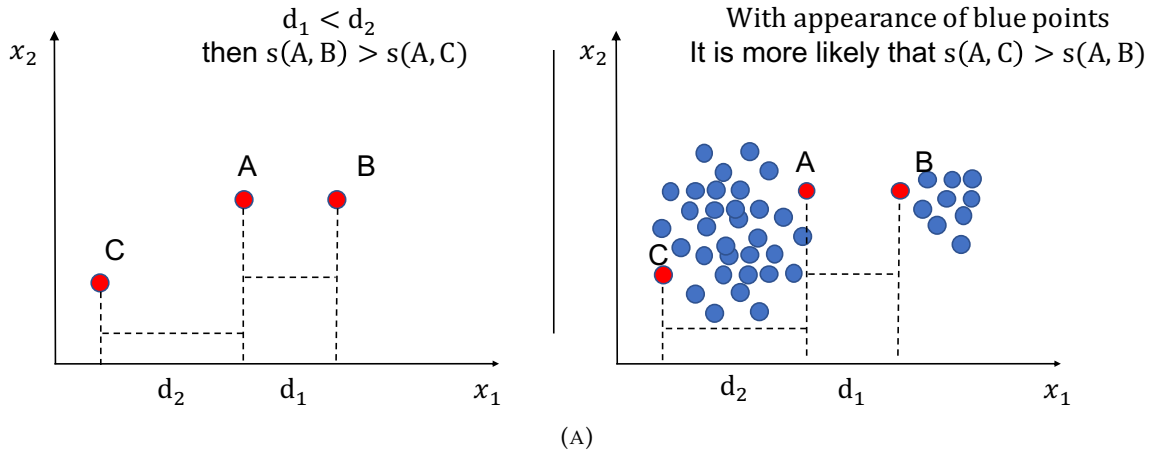 d₁ < d₂
then s(A, B) > s(A, C)
x₂
A
B
C
d₂
d₁
x₁
With appearance of blue points
It is more likely that s(A, C) > s(A, B)
x₂
A
B
C
d₂
d₁
x₁
(A)